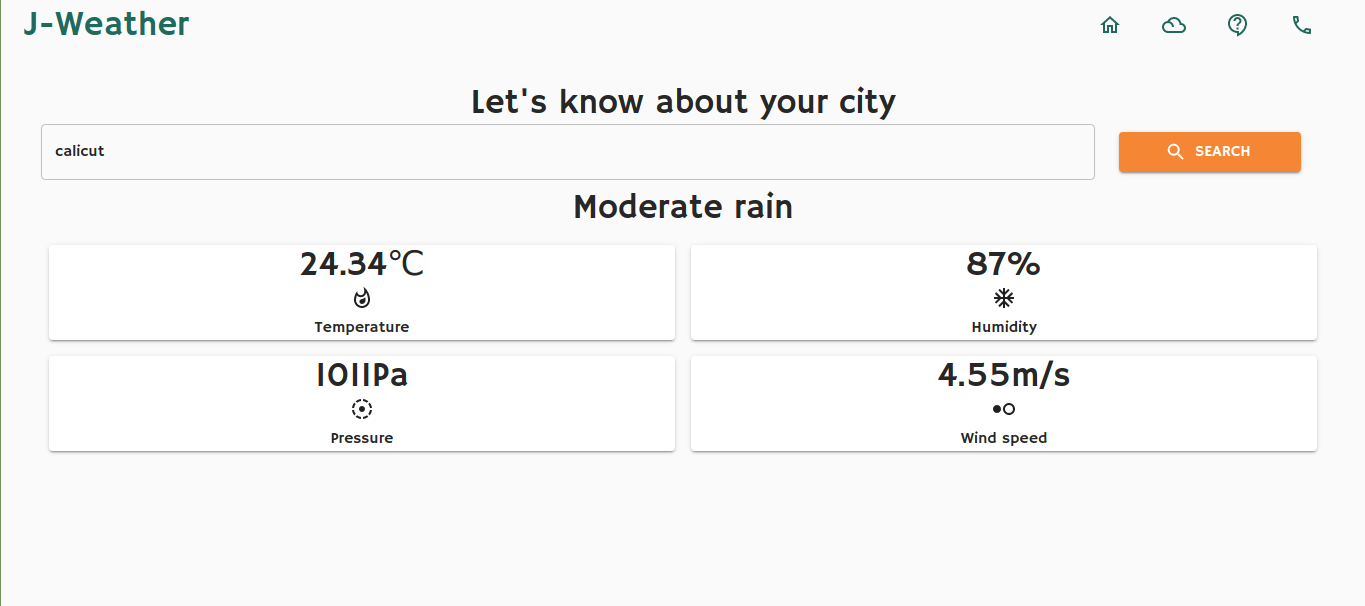 J-Weather
Let's know about your city
calicut
SEARCH
Moderate rain
24.34℃
Temperature
87%
Humidity
1011Pa
Pressure
4.55m/s
Wind speed